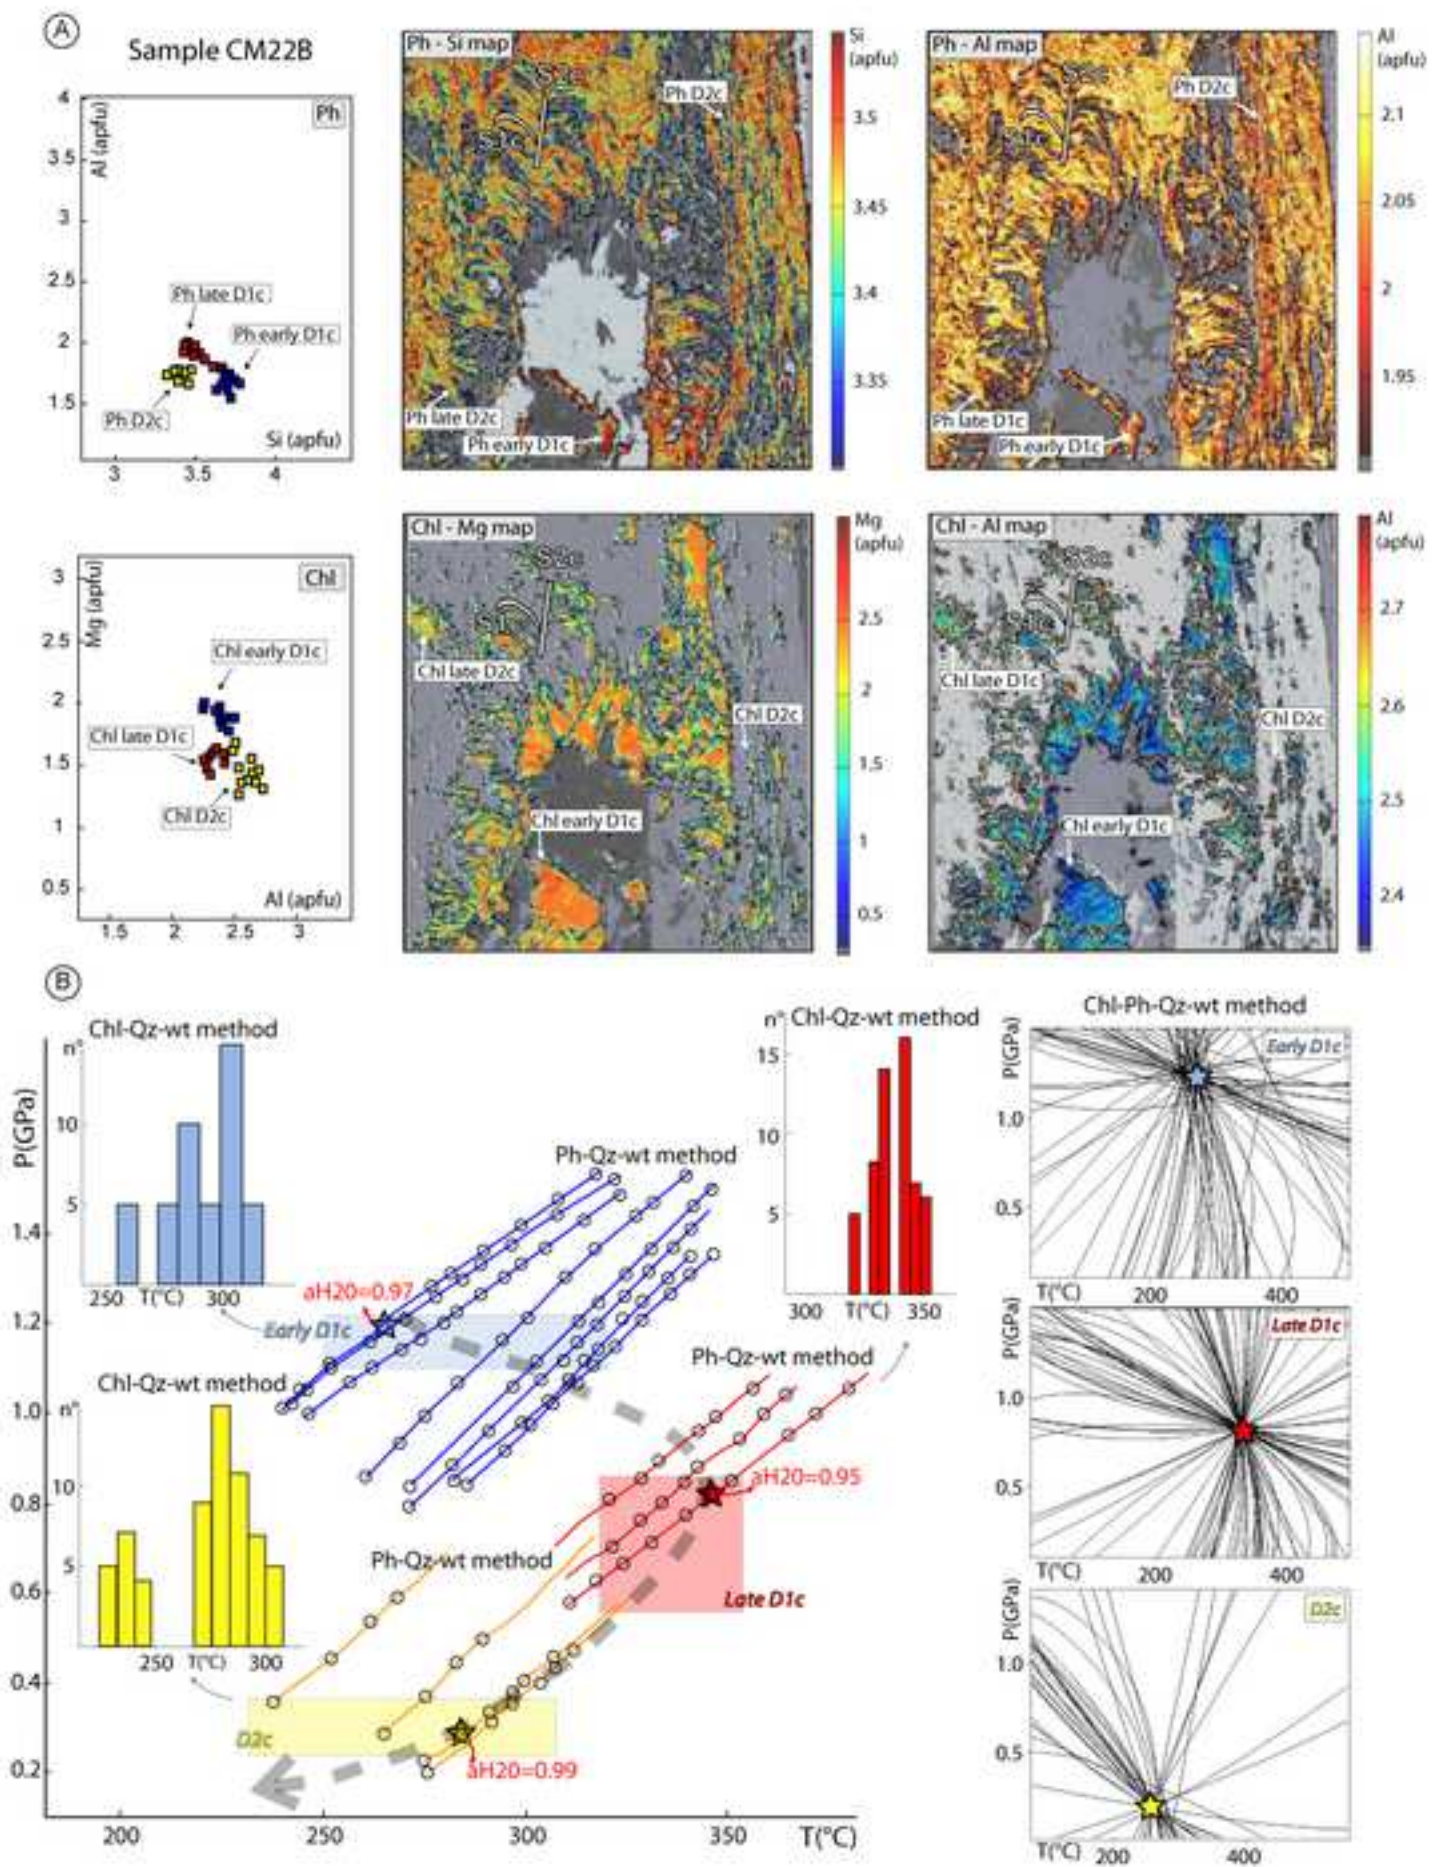 A
Sample CM22B
Ph
Al (apfu)
4
3.5
3
2.5
2
1.5
Ph late D1c
Ph early D1c
Ph D2c
Si (apfu)
3
3.5
4
Ph - Si map
S2c
Ph D2c
Ph late D2c
Ph early D1c
Si
(apfu)
3.5
3.45
3.4
3.35
Ph - Al map
S2c
Ph D2c
Ph late D1c
Ph early D1c
Al
(apfu)
2.1
2.05
2
1.95
Chl
Mg (apfu)
3
2.5
2
1.5
1
0.5
Chl early D1c
Chl late D1c
Chl D2c
Al (apfu)
1.5
2
2.5
3
Chl - Mg map
S2c
Chl late D2c
Chl D2c
Chl early D1c
Mg
(apfu)
2.5
2
1.5
1
0.5
Chl - Al map
S2c
Chl late D1c
Chl D2c
Chl early D1c
Al
(apfu)
2.7
2.6
2.5
2.4
B
P(GPa)
1.4
1.2
1.0
0.8
0.6
0.4
0.2
200
250
300
350
T(°C)
Chl-Qz-wt method
n°
10
5
250 T(°C) 300
Chl-Qz-wt method
n°
10
5
250 T(°C) 300
n° Chl-Qz-wt method
15
10
5
300 T(°C) 350
Ph-Qz-wt method
aH20=0.97
Early D1c
Ph-Qz-wt method
aH20=0.95
Late D1c
Ph-Qz-wt method
D2c
aH20=0.99
Chl-Ph-Qz-wt method
P(GPa)
Early D1c
1.0
0.5
T(°C) 200 400
P(GPa)
Late D1c
1.0
0.5
T(°C) 200 400
P(GPa)
D2c
1.0
0.5
T(°C) 200 400